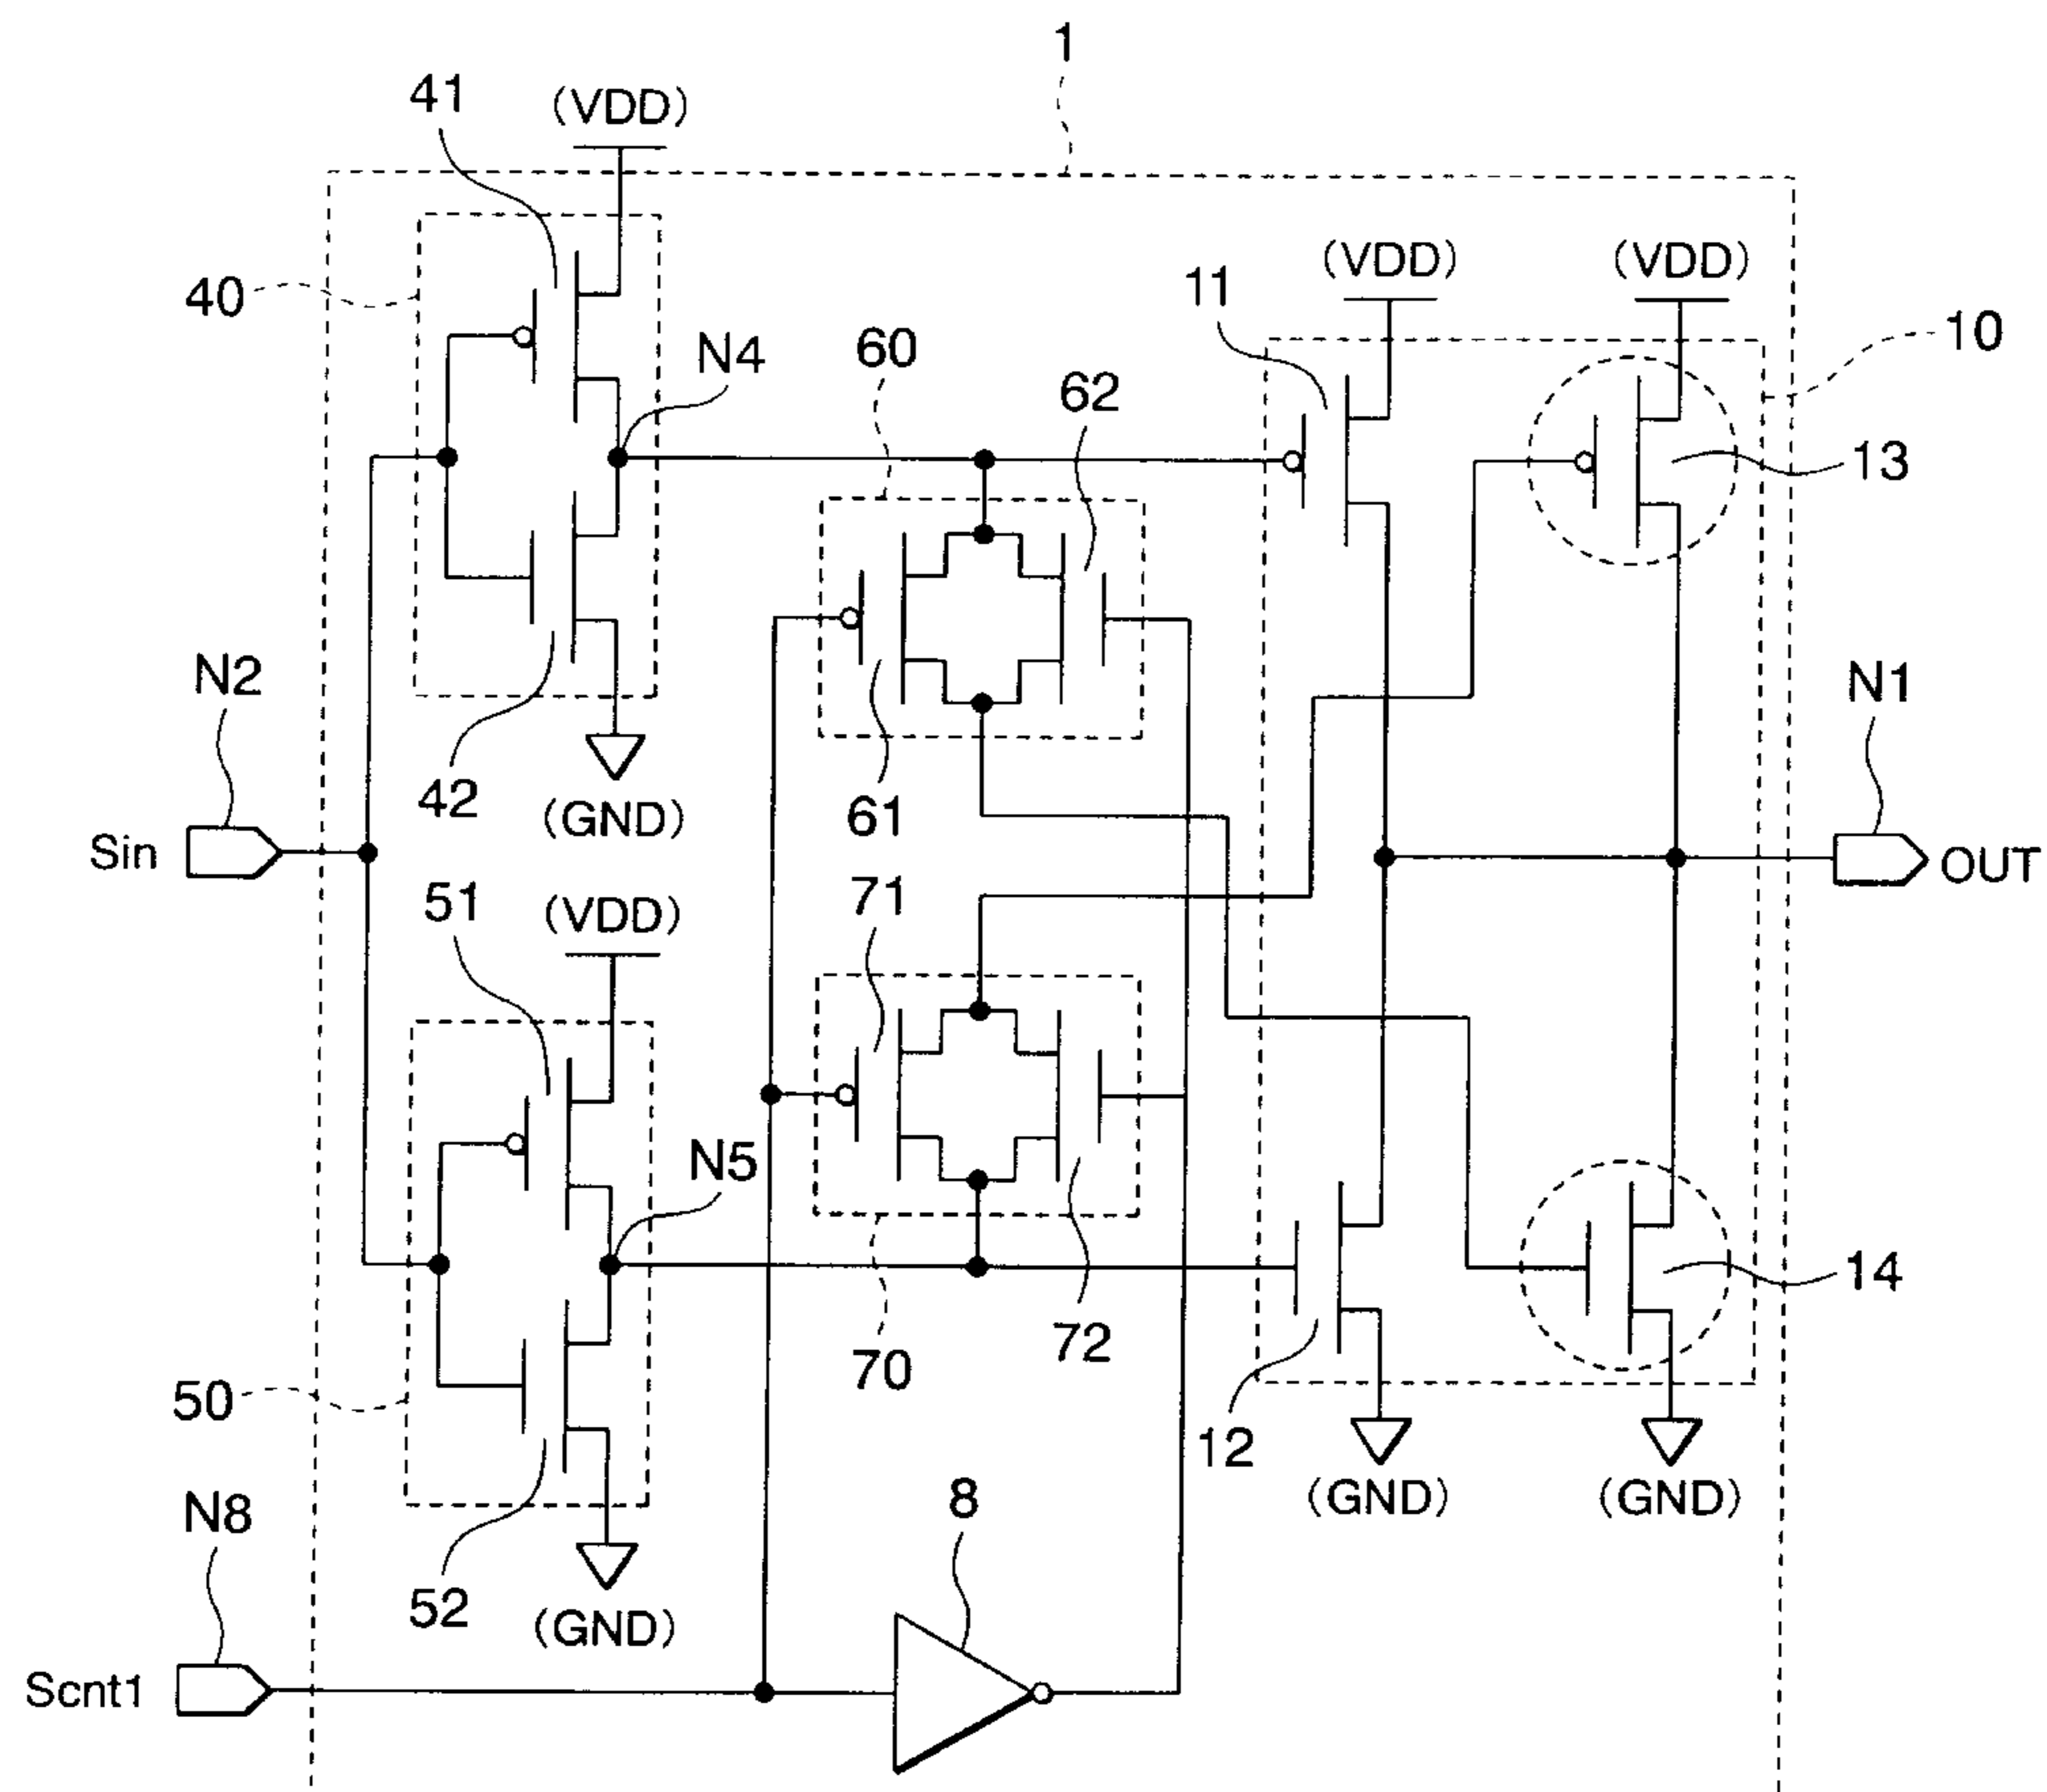 1
41
(VDD)
40
N4
60
62
11
(VDD)
(VDD)
10
13
N2
42
(GND)
61
N1
Sin
OUT
51
(VDD)
71
N5
14
50
70
72
12
(GND)
(GND)
N8
52
(GND)
8
Scnt1